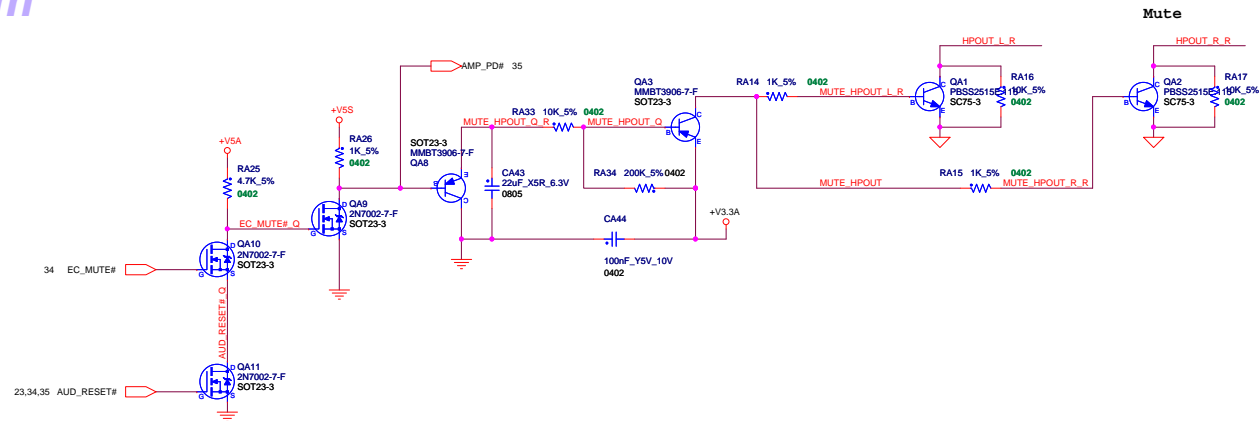 Mute
HPOUT_L_R
HPOUT_R_R
AMP_PD# 35
QA3
MMBT3906-7-F
SOT23-3
RA14 1K_5% 0402
MUTE_HPOUT_L_R
QA1
SC75-3
RA16
0402
QA2
SC75-3
RA17
0402
C
B
E
C
B
E
C
B
E
+V5S
RA26
1K_5%
0402
RA33 10K_5% 0402
MUTE_HPOUT_Q_R
MUTE_HPOUT_Q
+V5A
RA25
4.7K_5%
0402
SOT23-3
MMBT3906-7-F
QA8
E
B
C
CA43
22uF_X5R_6.3V
0805
RA34 200K_5% 0402
MUTE_HPOUT
RA15 1K_5% 0402
MUTE_HPOUT_R_R
QA9
2N7002-7-F
SOT23-3
D
G
S
EC_MUTE#_Q
CA44
100nF_Y5V_10V
0402
+V3.3A
34 EC_MUTE#
QA10
2N7002-7-F
SOT23-3
D
G
S
AUD_RESET#_Q
23,34,35 AUD_RESET#
QA11
2N7002-7-F
SOT23-3
D
G
S